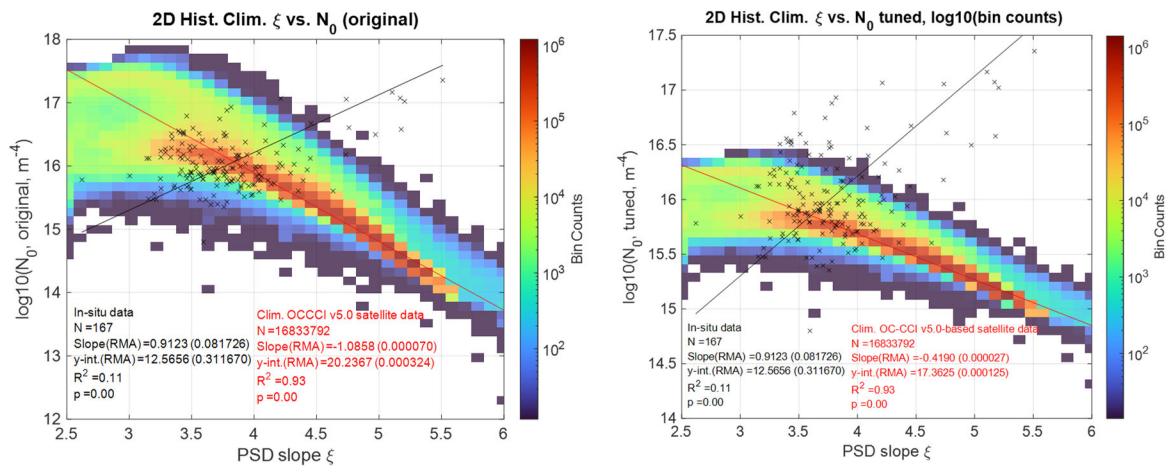 2D Hist. Clim. ξ vs. N0 (original)
18
17
16
15
14
13
12
log10(N0, original, m-4)
2.5 3 3.5 4 4.5 5 5.5 6
PSD slope ξ
In-situ data
N =167
Slope(RMA) =0.9123 (0.081726)
y-int.(RMA) =12.5656 (0.311670)
R2 =0.11
p =0.00
Clim. OCCCI v5.0 satellite data
N =16833792
Slope(RMA)=-1.0858 (0.000070)
y-int.(RMA) =20.2367 (0.000324)
R2 =0.93
p =0.00
106
105
104
103
102
Bin Counts
2D Hist. Clim. ξ vs. N0 tuned, log10(bin counts)
17.5
17
16.5
16
15.5
15
14.5
14
log10(N0, tuned, m-4)
2.5 3 3.5 4 4.5 5 5.5 6
PSD slope ξ
In-situ data
N =167
Slope(RMA) =0.9123 (0.081726)
y-int.(RMA) =12.5656 (0.311670)
R2 =0.11
p =0.00
Clim. OC-CCI v5.0-based satellite data
N =16833792
Slope(RMA)=-0.4190 (0.000027)
y-int.(RMA) =17.3625 (0.000125)
R2 =0.93
p =0.00
106
105
104
103
102
Bin Counts